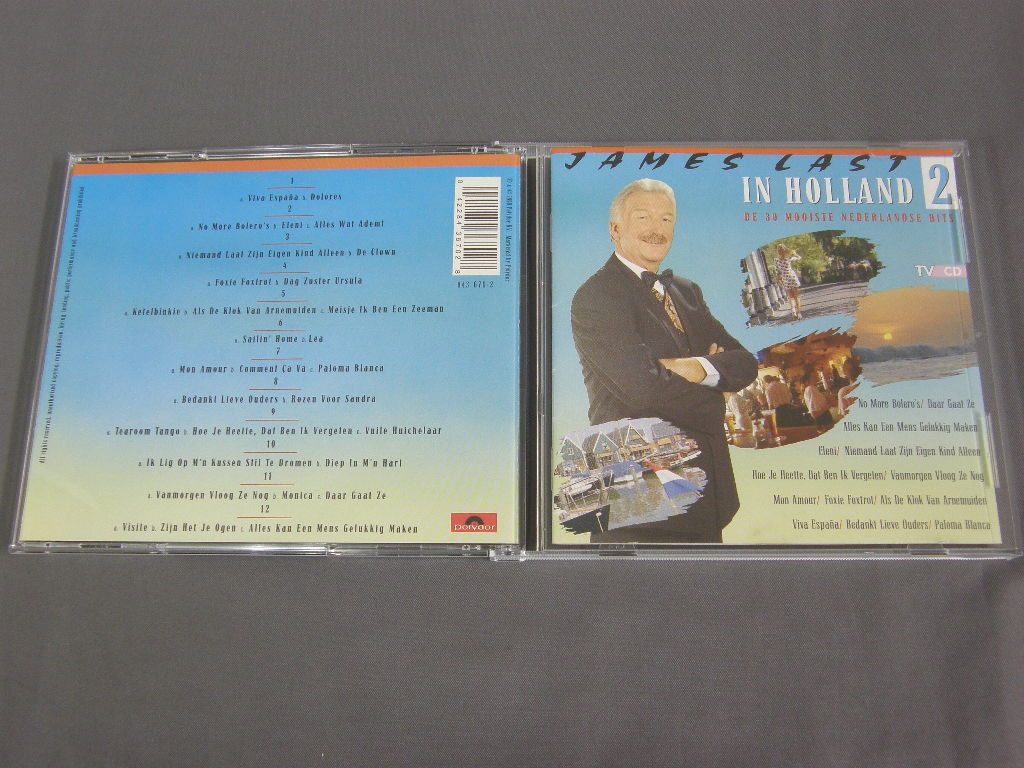 1
a. Viva España b. Dolores
2
a. No More Bolero's b. Eleni c. Alles Wat Ademt
3
a. Niemand Laat Zijn Eigen Kind Alleen b. De Clown
4
a. Foxie Foxtrot b. Dag Zuster Ursula
5
a. Ketelbinkie b. Als De Klok Van Arnemuiden c. Meisje Ik Ben Een Zeeman
6
a. Sailin' Home b. Lea
7
a. Mon Amour b. Comment Ça Va c. Paloma Blanca
8
a. Bedankt Lieve Ouders b. Rozen Voor Sandra
9
a. Tearoom Tango b. Hoe Je Heette, Dat Ben Ik Vergeten c. Vuile Huichelaar
10
a. Ik Lig Op M'n Kussen Stil Te Dromen b. Diep In M'n Hart
11
a. Vanmorgen Vloog Ze Nog b. Monica c. Daar Gaat Ze
12
a. Visite b. Zijn Het Je Ogen c. Alles Kan Een Mens Gelukkig Maken
polydor
843 671-2
JAMES LAST
IN HOLLAND 2
DE 30 MOOISTE NEDERLANDSE HITS
TV CD
No More Bolero's/ Daar Gaat Ze
Alles Kan Een Mens Gelukkig Maken
Eleni/ Niemand Laat Zijn Eigen Kind Alleen
Hoe Je Heette, Dat Ben Ik Vergeten/ Vanmorgen Vloog Ze Nog
Mon Amour/ Foxie Foxtrot/ Als De Klok Van Arnemuiden
Viva España/ Bedankt Lieve Ouders/ Paloma Blanca